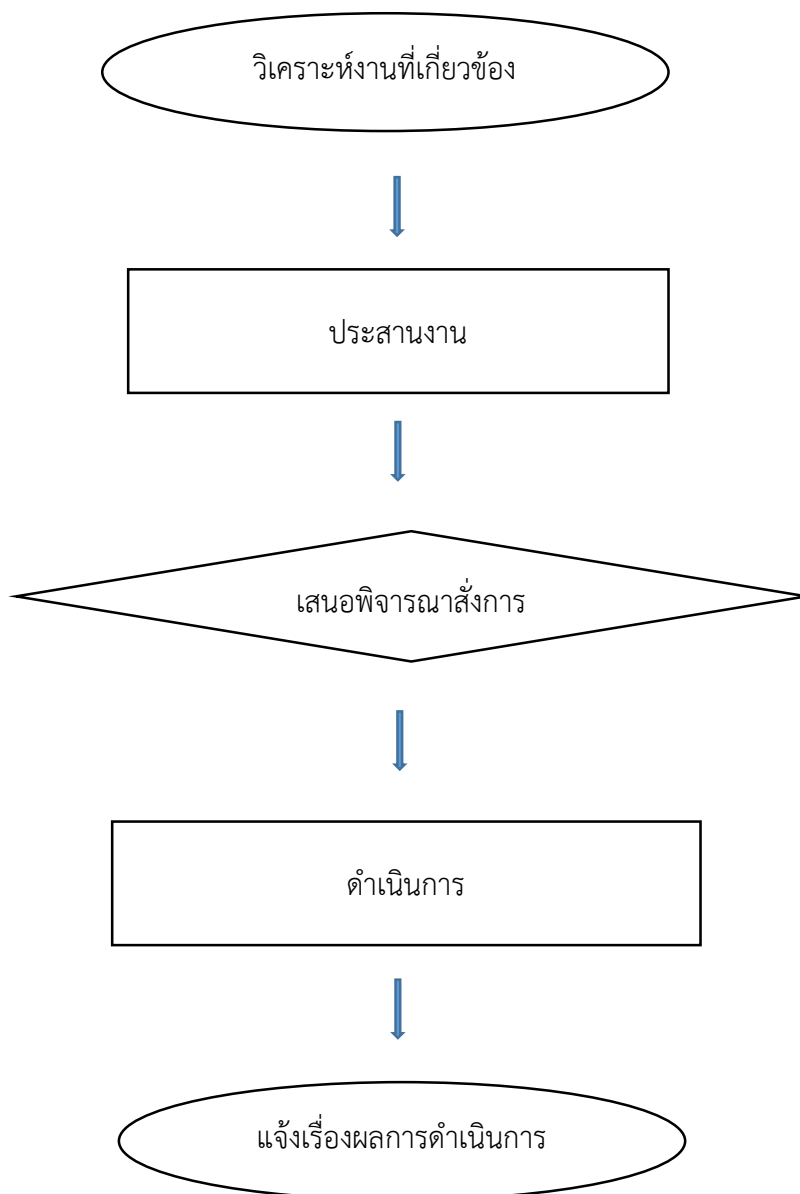 วิเคราะห์งานที่เกี่ยวข้อง
ประสานงาน
เสนอพิจารณาสั่งการ
ดำเนินการ
แจ้งเรื่องผลการดำเนินการ